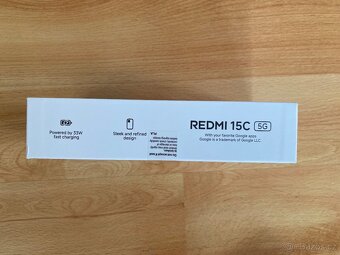 REDMI 15C 5G
With your favorite Google apps
Google is a trademark of Google LLC.
Powered by 33W
fast charging
Sleek and refined
design